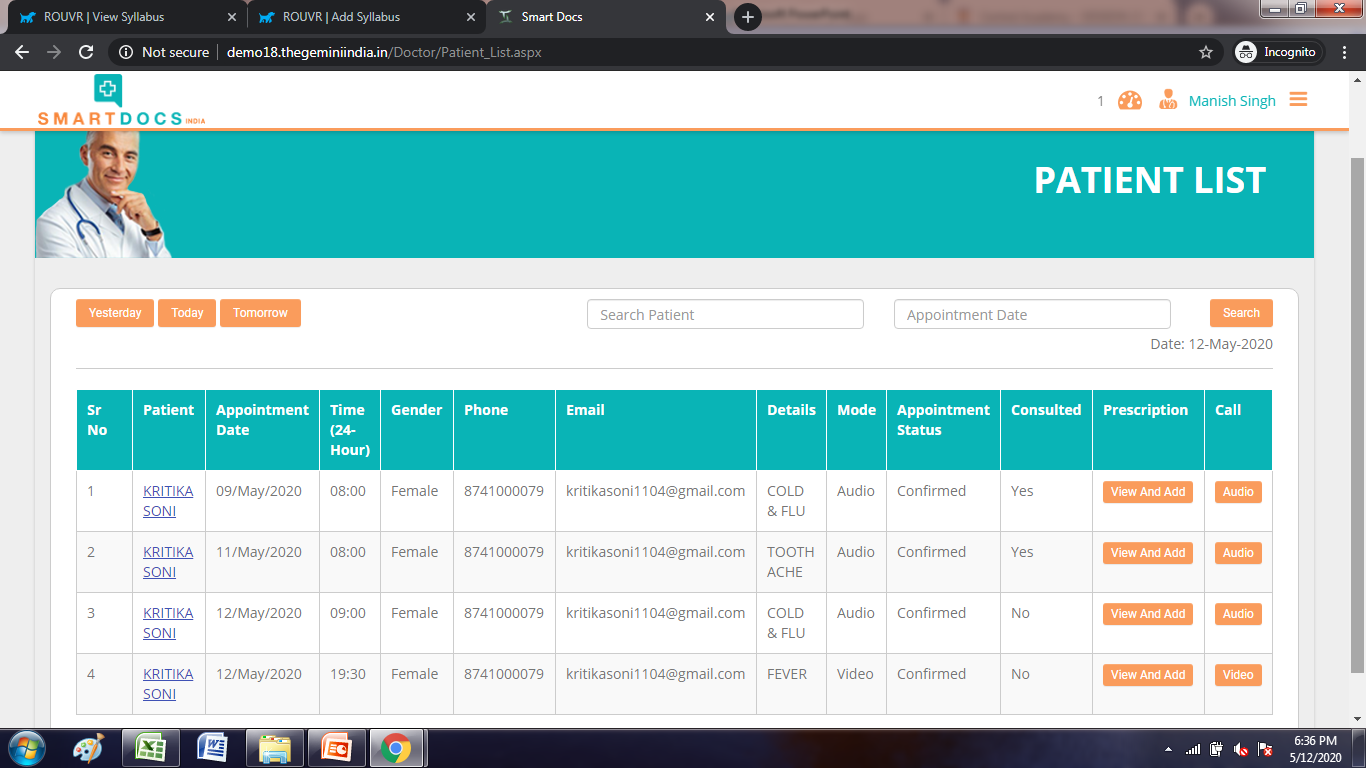 ROUVR | View Syllabus
ROUVR | Add Syllabus
Smart Docs
Not secure
demo18.thegeminiindia.in/Doctor/Patient_List.aspx
Incognito
SMARTDOCS INDIA
1
Manish Singh
PATIENT LIST
Yesterday
Today
Tomorrow
Search Patient
Appointment Date
Search
Date: 12-May-2020
Sr No Patient Appointment Date Time (24-Hour) Gender Phone Email Details Mode Appointment Status Consulted Prescription Call
1 KRITIKA SONI 09/May/2020 08:00 Female 8741000079 kritikasoni1104@gmail.com COLD & FLU Audio Confirmed Yes View And Add Audio
2 KRITIKA SONI 11/May/2020 08:00 Female 8741000079 kritikasoni1104@gmail.com TOOTH ACHE Audio Confirmed Yes View And Add Audio
3 KRITIKA SONI 12/May/2020 09:00 Female 8741000079 kritikasoni1104@gmail.com COLD & FLU Audio Confirmed No View And Add Audio
4 KRITIKA SONI 12/May/2020 19:30 Female 8741000079 kritikasoni1104@gmail.com FEVER Video Confirmed No View And Add Video
6:36 PM
5/12/2020